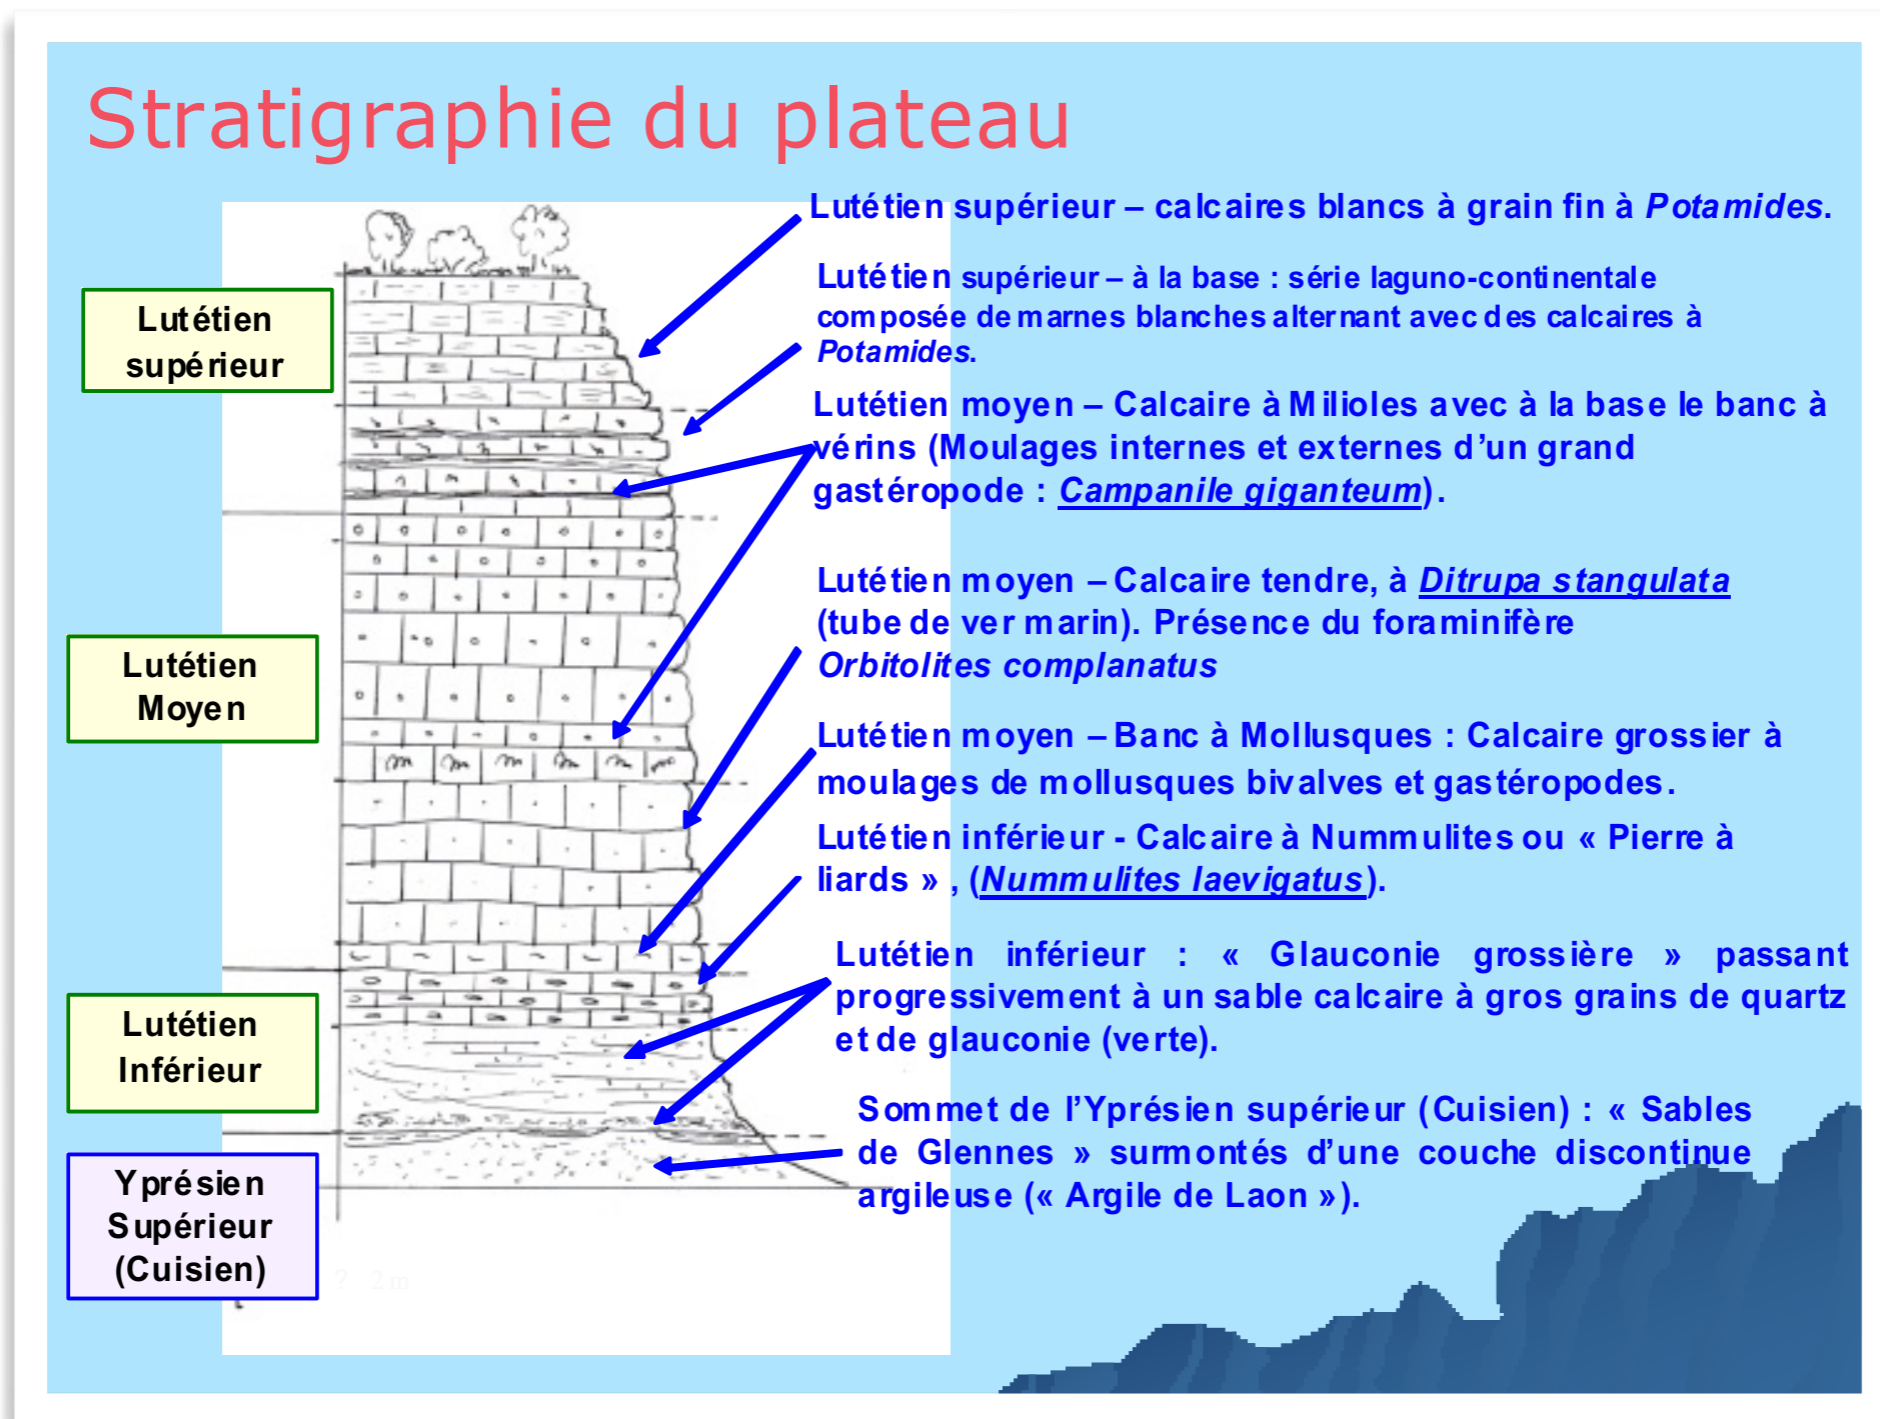 Stratigraphie du plateau
Lutétien supérieur – calcaires blancs à grain fin à Potamides.
Lutétien supérieur – à la base : série laguno-continentale
composée de marnes blanches alternant avec des calcaires à
Potamides.
Lutétien moyen – Calcaire à Milioles avec à la base le banc à
vérins (Moulages internes et externes d’un grand
gastéropode : Campanile giganteum).
Lutétien moyen – Calcaire tendre, à Ditrupa stangulata
(tube de ver marin). Présence du foraminifère
Orbitolites complanatus
Lutétien moyen – Banc à Mollusques : Calcaire grossier à
moulages de mollusques bivalves et gastéropodes.
Lutétien inférieur - Calcaire à Nummulites ou « Pierre à
liards » , (Nummulites laevigatus).
Lutétien inférieur : « Glauconie grossière » passant
progressivement à un sable calcaire à gros grains de quartz
et de glauconie (verte).
Sommet de l’Yprésien supérieur (Cuisien) : « Sables
de Glennes » surmontés d’une couche discontinue
argileuse (« Argile de Laon »).
Lutétien
supérieur
Lutétien
Moyen
Lutétien
Inférieur
Yprésien
Supérieur
(Cuisien)
? 2m